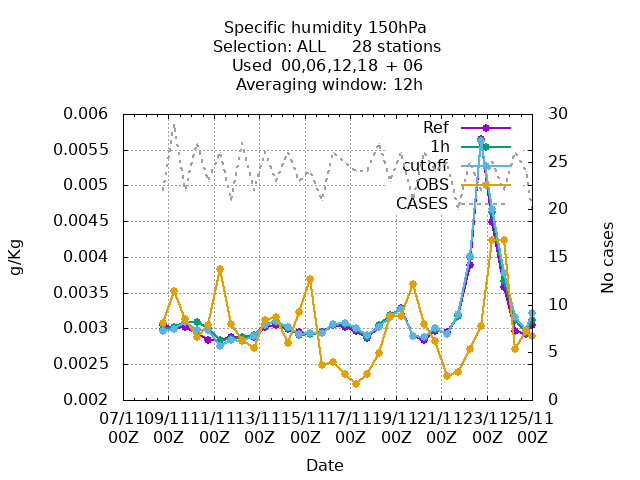 Specific humidity 150hPa
Selection: ALL     28 stations
Used  00,06,12,18  + 06
Averaging window: 12h
0.006 30
Ref
0.0055 25
1h
cutoff
0.005 OBS
CASES
0.0045 20
0.004 15
g/Kg No cases
0.0035 10
0.003
0.0025 5
0.002 0
07/11 09/11 11/11 13/11 15/11 17/11 19/11 21/11 23/11 25/11
00Z 00Z 00Z 00Z 00Z 00Z 00Z 00Z 00Z 00Z
Date